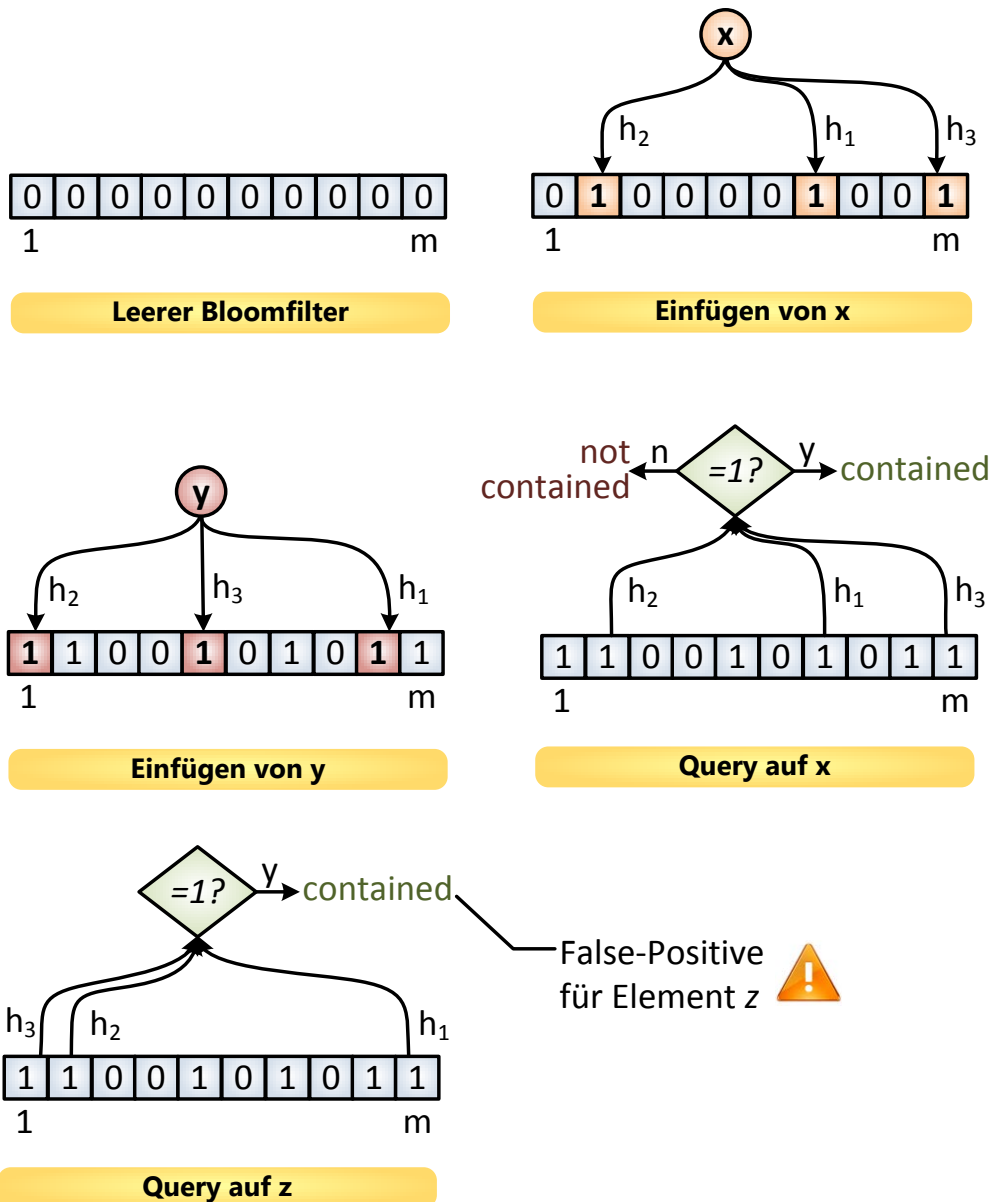 x
h₂
h₁
h₃
0 0 0 0 0 0 0 0 0 0
1 m
Leerer Bloomfilter
0 1 0 0 0 0 1 0 0 1
1 m
Einfügen von x
y
h₂
h₃
h₁
1 1 0 0 1 0 1 0 1 1
1 m
Einfügen von y
not
contained
n
=1?
y
contained
h₂
h₁
h₃
1 1 0 0 1 0 1 0 1 1
1 m
Query auf x
=1?
y
contained
False-Positive
für Element z
!
h₃
h₂
h₁
1 1 0 0 1 0 1 0 1 1
1 m
Query auf z